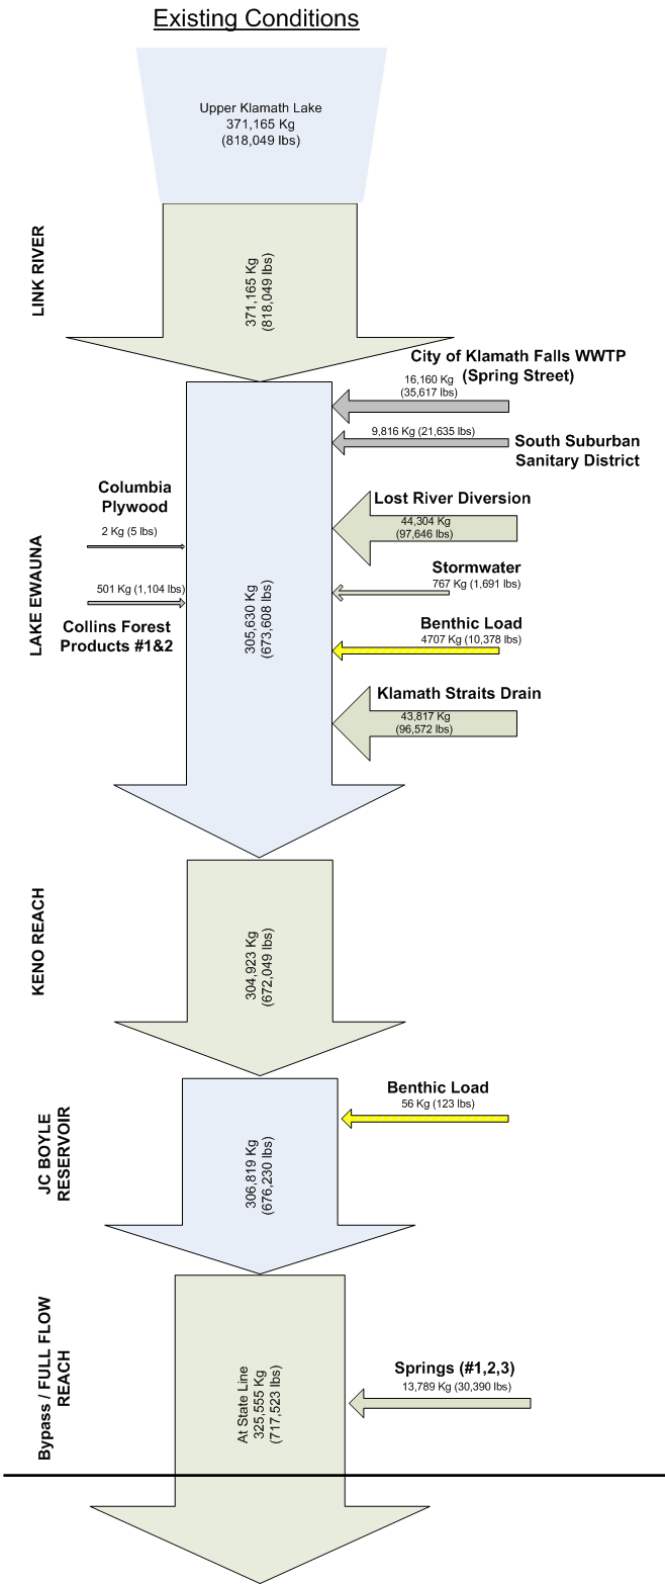 Existing Conditions
Upper Klamath Lake
371,165 Kg
(818,049 lbs)
LINK RIVER
371,165 Kg
(818,049 lbs)
City of Klamath Falls WWTP
(Spring Street)
16,160 Kg
(35,617 lbs)
9,816 Kg (21,635 lbs)
South Suburban
Sanitary District
Columbia
Plywood
2 Kg (5 lbs)
Lost River Diversion
44,304 Kg
(97,646 lbs)
Stormwater
767 Kg (1,691 lbs)
501 Kg (1,104 lbs)
Collins Forest
Products #1&2
LAKE EWAUNA
305,630 Kg
(673,608 lbs)
Benthic Load
4707 Kg (10,378 lbs)
Klamath Straits Drain
43,817 Kg
(96,572 lbs)
KENO REACH
304,923 Kg
(672,049 lbs)
Benthic Load
56 Kg (123 lbs)
JC BOYLE
RESERVOIR
306,819 Kg
(676,230 lbs)
Bypass / FULL FLOW
REACH
At State Line
325,555 Kg
(717,523 lbs)
Springs (#1,2,3)
13,789 Kg (30,390 lbs)